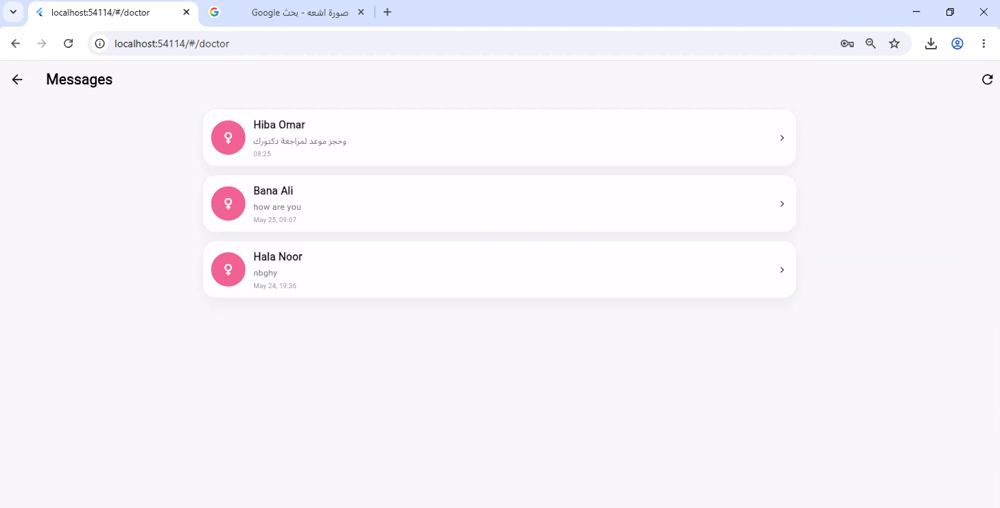 localhost:54114/#/doctor
صورة اشعه - بحث Google
localhost:54114/#/doctor
Messages
Hiba Omar
وحجز موعد لمراجعة دكتورك
08:25
Bana Ali
how are you
May 25, 09:07
Hala Noor
nbghy
May 24, 19:36